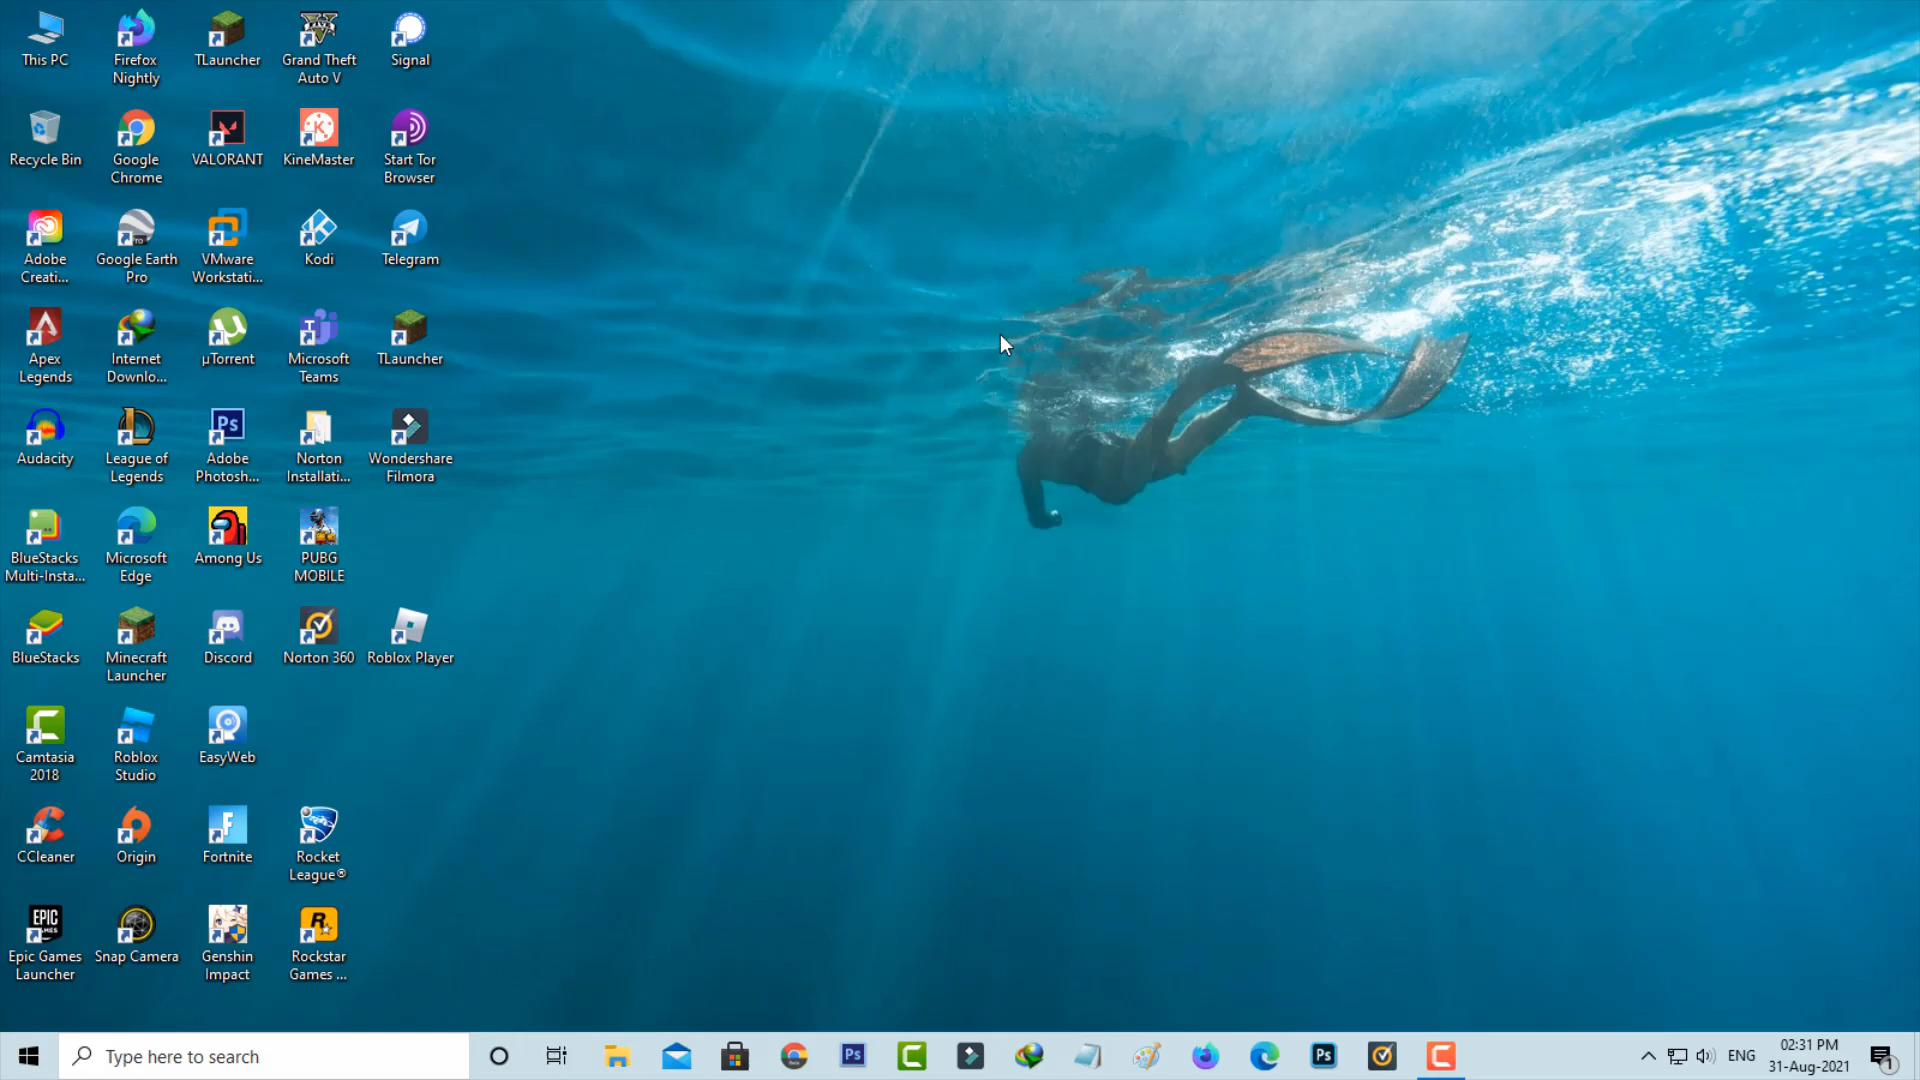 This PC
Firefox
Nightly
TLauncher
Grand Theft
Auto V
Signal
Recycle Bin
Google
Chrome
VALORANT
KineMaster
Start Tor
Browser
Adobe
Creati...
Google Earth
Pro
VMware
Workstati...
Kodi
Telegram
Apex
Legends
Internet
Downlo...
µTorrent
Microsoft
Teams
TLauncher
Audacity
League of
Legends
Adobe
Photosh...
Norton
Installati...
Wondershare
Filmora
BlueStacks
Multi-Insta...
Microsoft
Edge
Among Us
PUBG
MOBILE
BlueStacks
Minecraft
Launcher
Discord
Norton 360
Roblox Player
Camtasia
2018
Roblox
Studio
EasyWeb
CCleaner
Origin
Fortnite
Rocket
League®
Epic Games
Launcher
Snap Camera
Genshin
Impact
Rockstar
Games ...
Type here to search
ENG
02:31 PM
31-Aug-2021
1